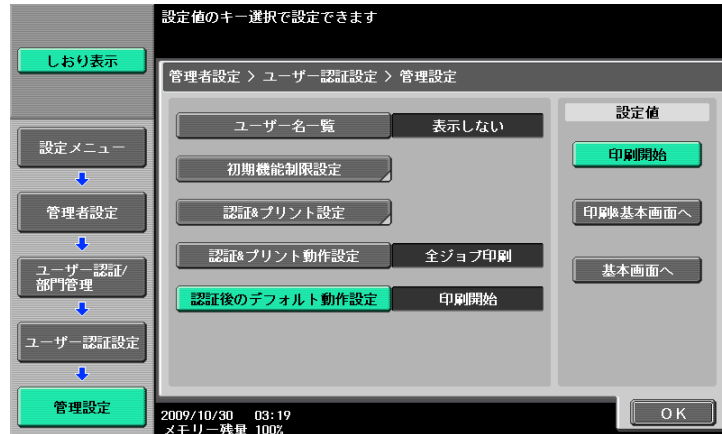 設定値のキー選択で設定できます
しおり表示
管理者設定 > ユーザー認証設定 > 管理設定
設定メニュー
管理者設定
ユーザー認証/
部門管理
ユーザー認証設定
管理設定
ユーザー名一覧 表示しない
初期機能制限設定
認証&プリント設定
認証&プリント動作設定 全ジョブ印刷
認証後のデフォルト動作設定 印刷開始
設定値
印刷開始
印刷&基本画面へ
基本画面へ
2009/10/30 03:19
メモリー残量 100%
OK